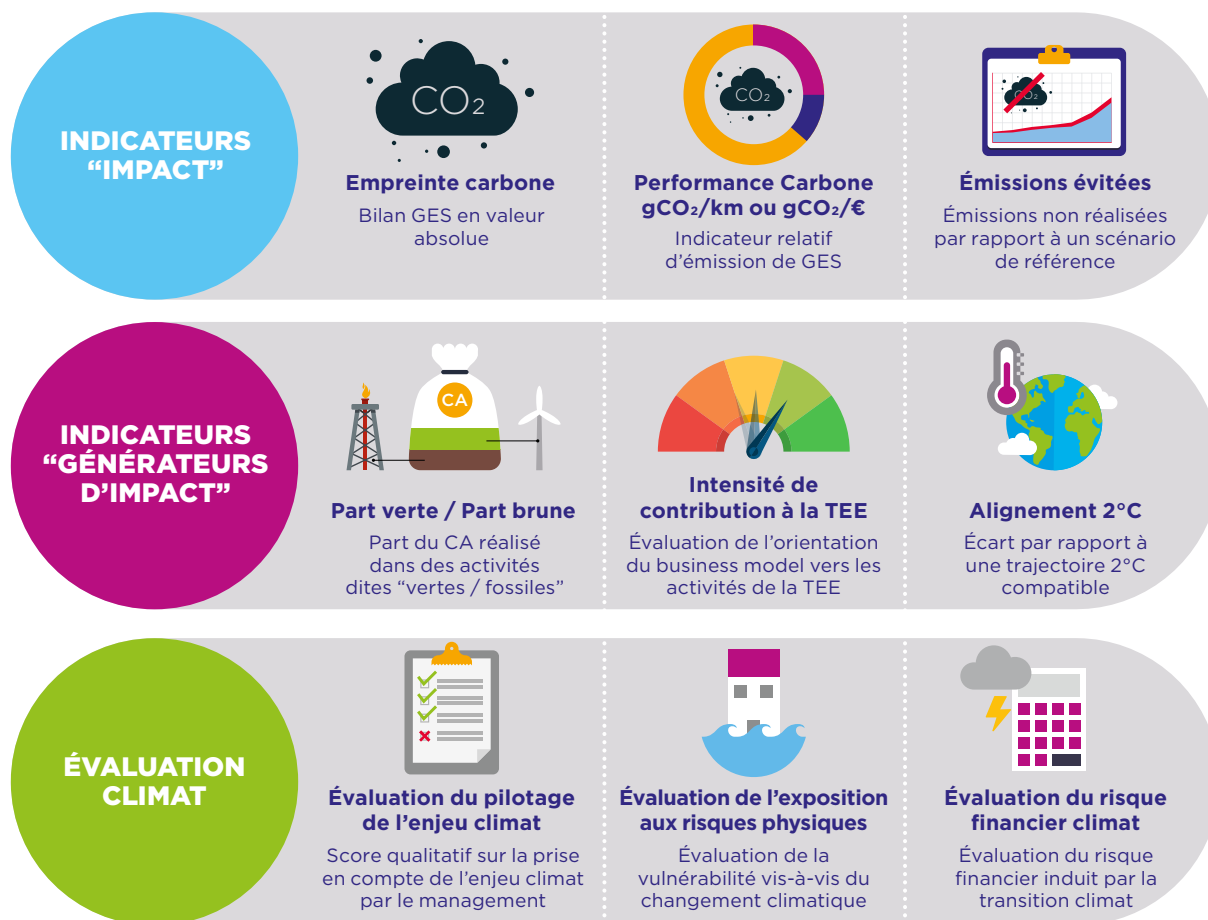 INDICATEURS
“IMPACT”
CO₂
Empreinte carbone
Bilan GES en valeur
absolue
CO₂
Performance Carbone
gCO₂/km ou gCO₂/€
Indicateur relatif
d’émission de GES
CO₂
Émissions évitées
Émissions non réalisées
par rapport à un scénario
de référence
INDICATEURS
“GÉNÉRATEURS
D’IMPACT”
CA
Part verte / Part brune
Part du CA réalisé
dans des activités
dites “vertes / fossiles”
Intensité de
contribution à la TEE
Évaluation de l’orientation
du business model vers les
activités de la TEE
Alignement 2°C
Écart par rapport à
une trajectoire 2°C
compatible
ÉVALUATION
CLIMAT
Évaluation du pilotage
de l’enjeu climat
Score qualitatif sur la prise
en compte de l’enjeu climat
par le management
Évaluation de l’exposition
aux risques physiques
Évaluation de la
vulnérabilité vis-à-vis du
changement climatique
Évaluation du risque
financier climat
Évaluation du risque
financier induit par la
transition climat